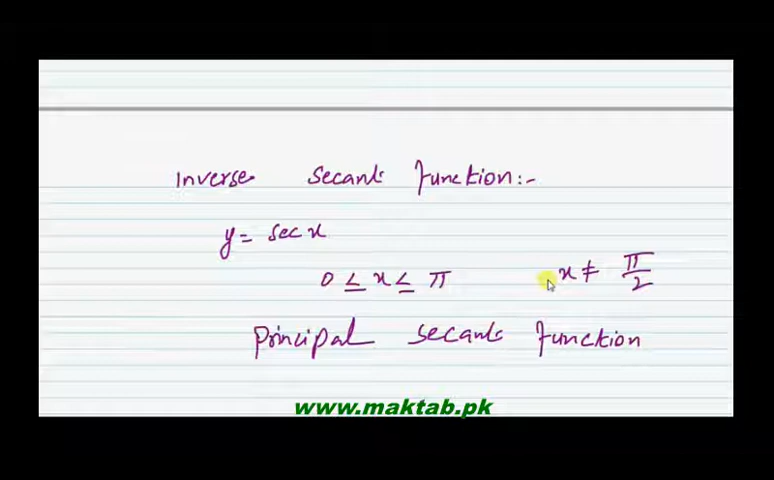 Inverse Secant Function:-
y = sec x
0 ≤ x ≤ π x ≠ π/2
Principal secant function
www.maktab.pk